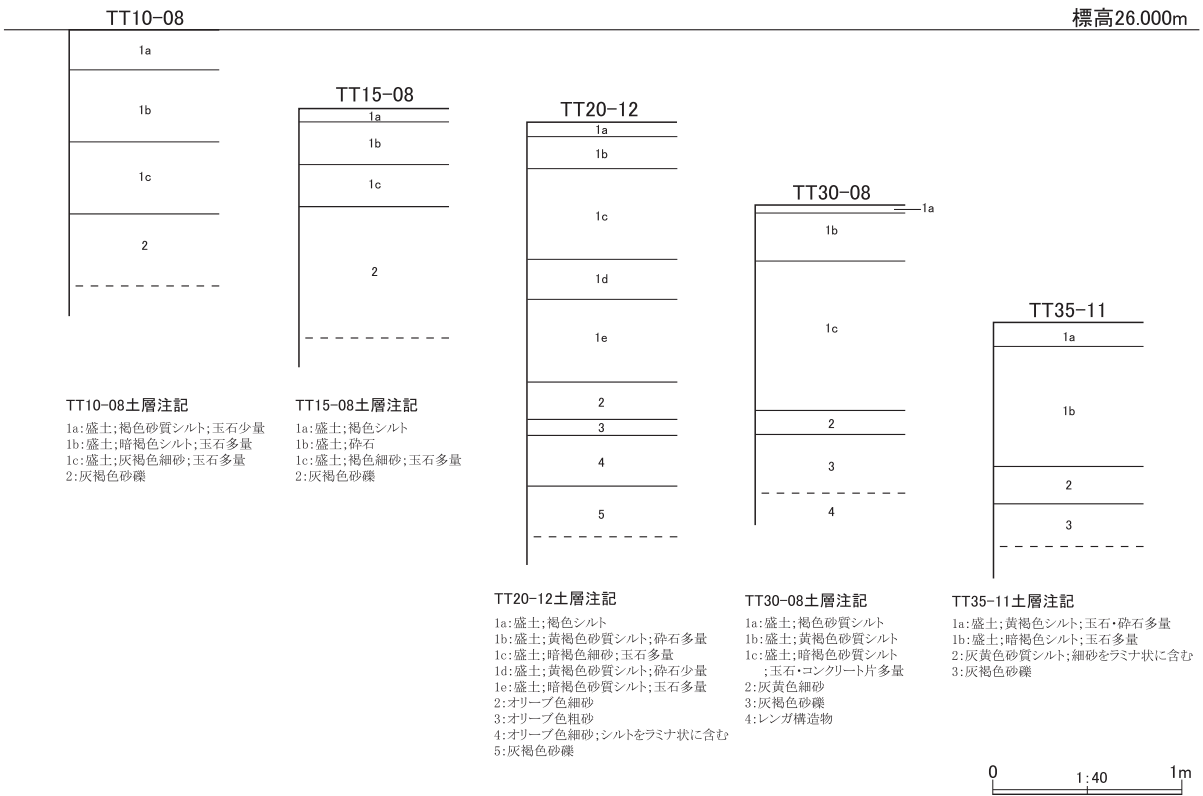 TT10-08
標高26.000m
1a
1b
1c
2
TT15-08
1a
1b
1c
2
TT20-12
1a
1b
1c
1d
1e
2
3
4
5
TT30-08
1a
1b
1c
2
3
4
TT35-11
1a
1b
2
3
TT10-08土層注記
1a:盛土;褐色砂質シルト;玉石少量
1b:盛土;暗褐色シルト;玉石多量
1c:盛土;灰褐色細砂;玉石多量
2:灰褐色砂礫
TT15-08土層注記
1a:盛土;褐色シルト
1b:盛土;砕石
1c:盛土;褐色細砂;玉石多量
2:灰褐色砂礫
TT20-12土層注記
1a:盛土;褐色シルト
1b:盛土;黄褐色砂質シルト;砕石多量
1c:盛土;暗褐色細砂;玉石多量
1d:盛土;黄褐色砂質シルト;砕石少量
1e:盛土;暗褐色砂質シルト;玉石多量
2:オリーブ色細砂
3:オリーブ色粗砂
4:オリーブ色細砂;シルトをラミナ状に含む
5:灰褐色砂礫
TT30-08土層注記
1a:盛土;褐色砂質シルト
1b:盛土;黄褐色砂質シルト
1c:盛土;暗褐色砂質シルト
;玉石・コンクリート片多量
2:灰黄色細砂
3:灰褐色砂礫
4:レンガ構造物
TT35-11土層注記
1a:盛土;黄褐色シルト;玉石・砕石多量
1b:盛土;暗褐色シルト;玉石多量
2:灰黄色砂質シルト;細砂をラミナ状に含む
3:灰褐色砂礫
0
1:40
1m